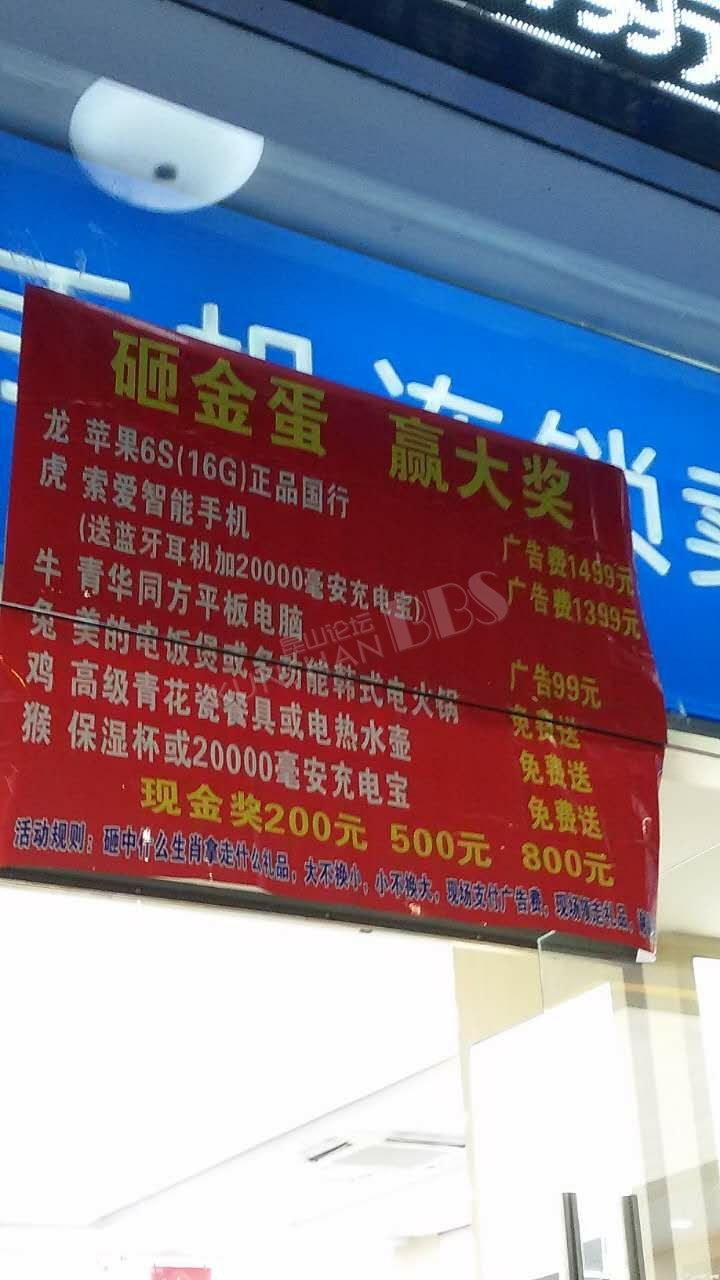 手机连锁
砸金蛋 赢大奖
龙 苹果6S(16G)正品国行 广告费1499元
虎 索爱智能手机 广告费1399元
(送蓝牙耳机加20000毫安充电宝)
牛 青华同方平板电脑 广告99元
兔 美的电饭煲或多功能韩式电火锅 免费送
鸡 高级青花瓷餐具或电热水壶 免费送
猴 保湿杯或20000毫安充电宝 免费送
现金奖200元 500元 800元
活动规则：砸中什么生肖拿走什么礼品，大不换小，小不换大，现场支付广告费，现场领走礼品，
论坛
BBS